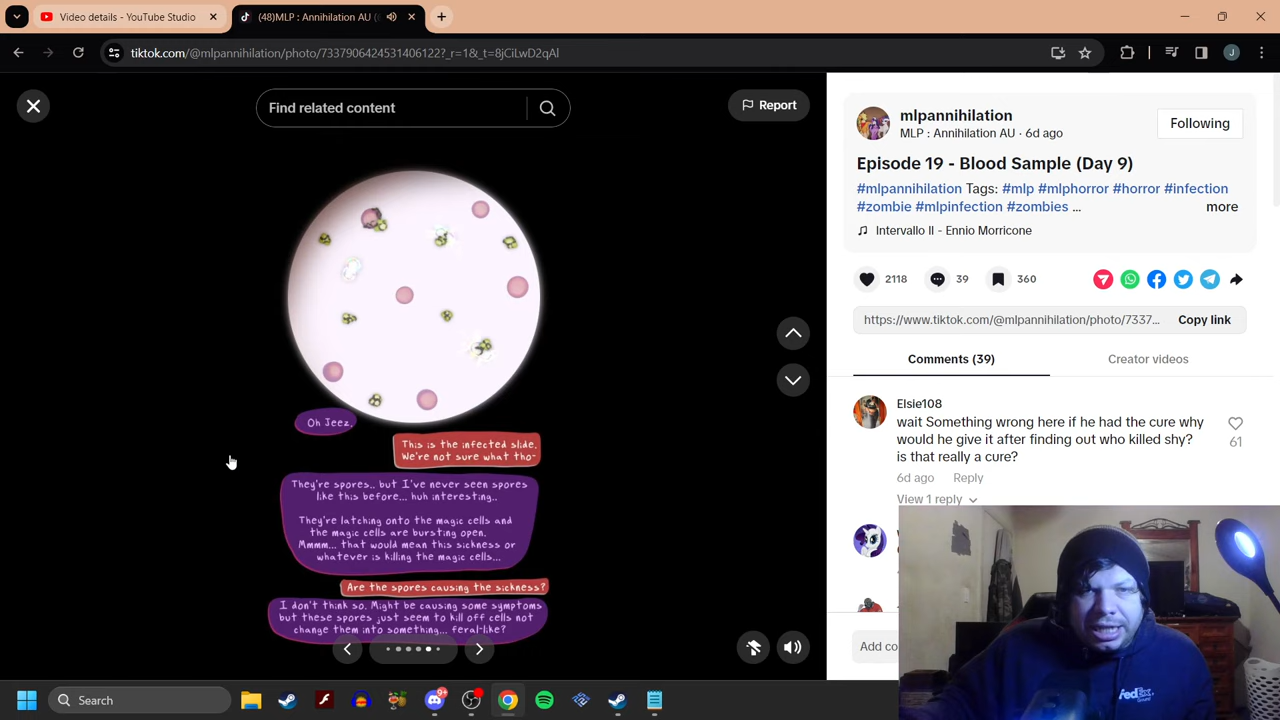 Video details - YouTube Studio
(48)MLP : Annihilation AU (
tiktok.com/@mlpannihilation/photo/7337906424531406122?_r=1&_t=8jCiLwD2qAl
Find related content
Report
Oh Jeez.
This is the infected slide.
We're not sure what tho-
They're spores.. but I've never seen spores
like this before... huh interesting..
They're latching onto the magic cells and
the magic cells are bursting open.
Mmmm... that would mean this sickness or
whatever is killing the magic cells...
Are the spores causing the sickness?
I don't think so. Might be causing some symptoms
but these spores just seem to kill off cells not
change them into something... feral-like?
mlpannihilation
MLP : Annihilation AU · 6d ago
Following
Episode 19 - Blood Sample (Day 9)
#mlpannihilation Tags: #mlp #mlphorror #horror #infection
#zombie #mlpinfection #zombies ...
more
Intervallo II - Ennio Morricone
2118
39
360
https://www.tiktok.com/@mlpannihilation/photo/7337...
Copy link
Comments (39)
Creator videos
Elsie108
wait Something wrong here if he had the cure why
would he give it after finding out who killed shy?
is that really a cure?
61
6d ago
Reply
View 1 reply
Add co
FedEx
Search
9+